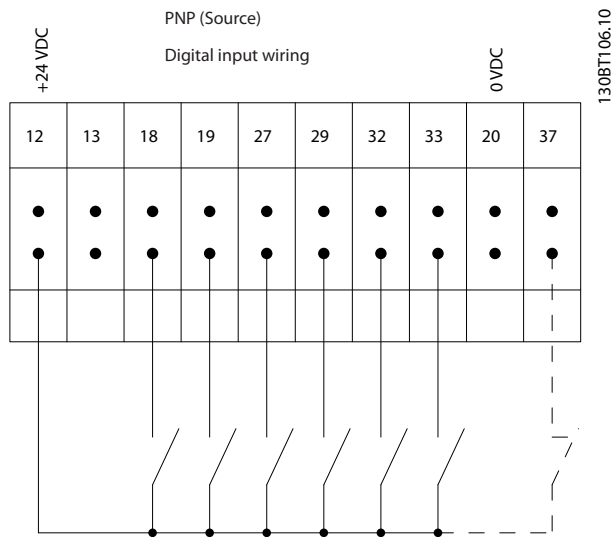 PNP (Source)
Digital input wiring
+24 VDC
0 VDC
130BT106.10
12 13 18 19 27 29 32 33 20 37